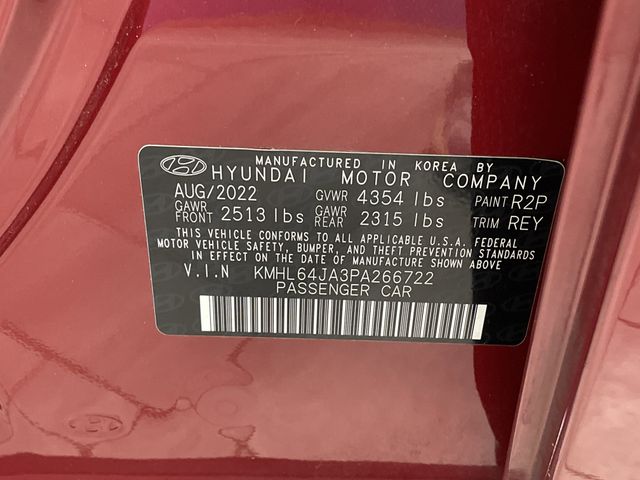 MANUFACTURED IN KOREA BY
HYUNDAI MOTOR COMPANY
AUG/2022 GVWR 4354 lbs PAINT R2P
GAWR FRONT 2513 lbs GAWR REAR 2315 lbs TRIM REY
THIS VEHICLE CONFORMS TO ALL APPLICABLE U.S.A. FEDERAL
MOTOR VEHICLE SAFETY, BUMPER, AND THEFT PREVENTION STANDARDS
IN EFFECT ON THE DATE OF MANUFACTURE SHOWN ABOVE
V.I.N KMHL64JA3PA266722
PASSENGER CAR